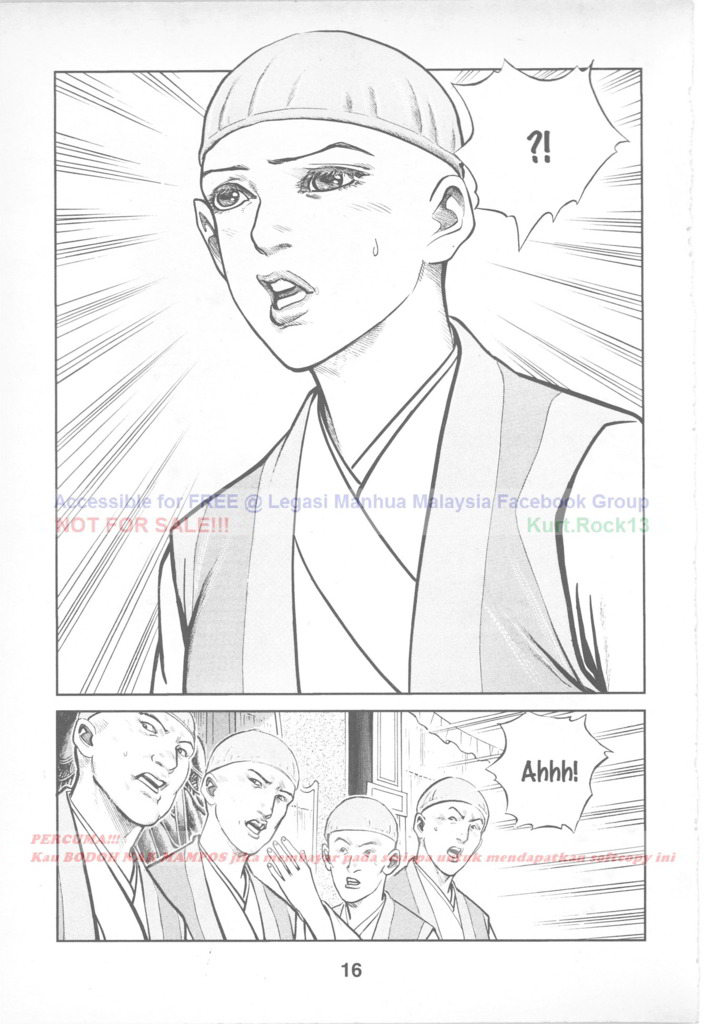 ?!
Accessible for FREE @ Legasi Manhua Malaysia Facebook Group
NOT FOR SALE!!! Kurt.Rock13
Ahhh!
PERCUMA!!!
Kau BODOH NAK MAMPOS jika membayar pada sesiapa untuk mendapatkan softcopy ini
16